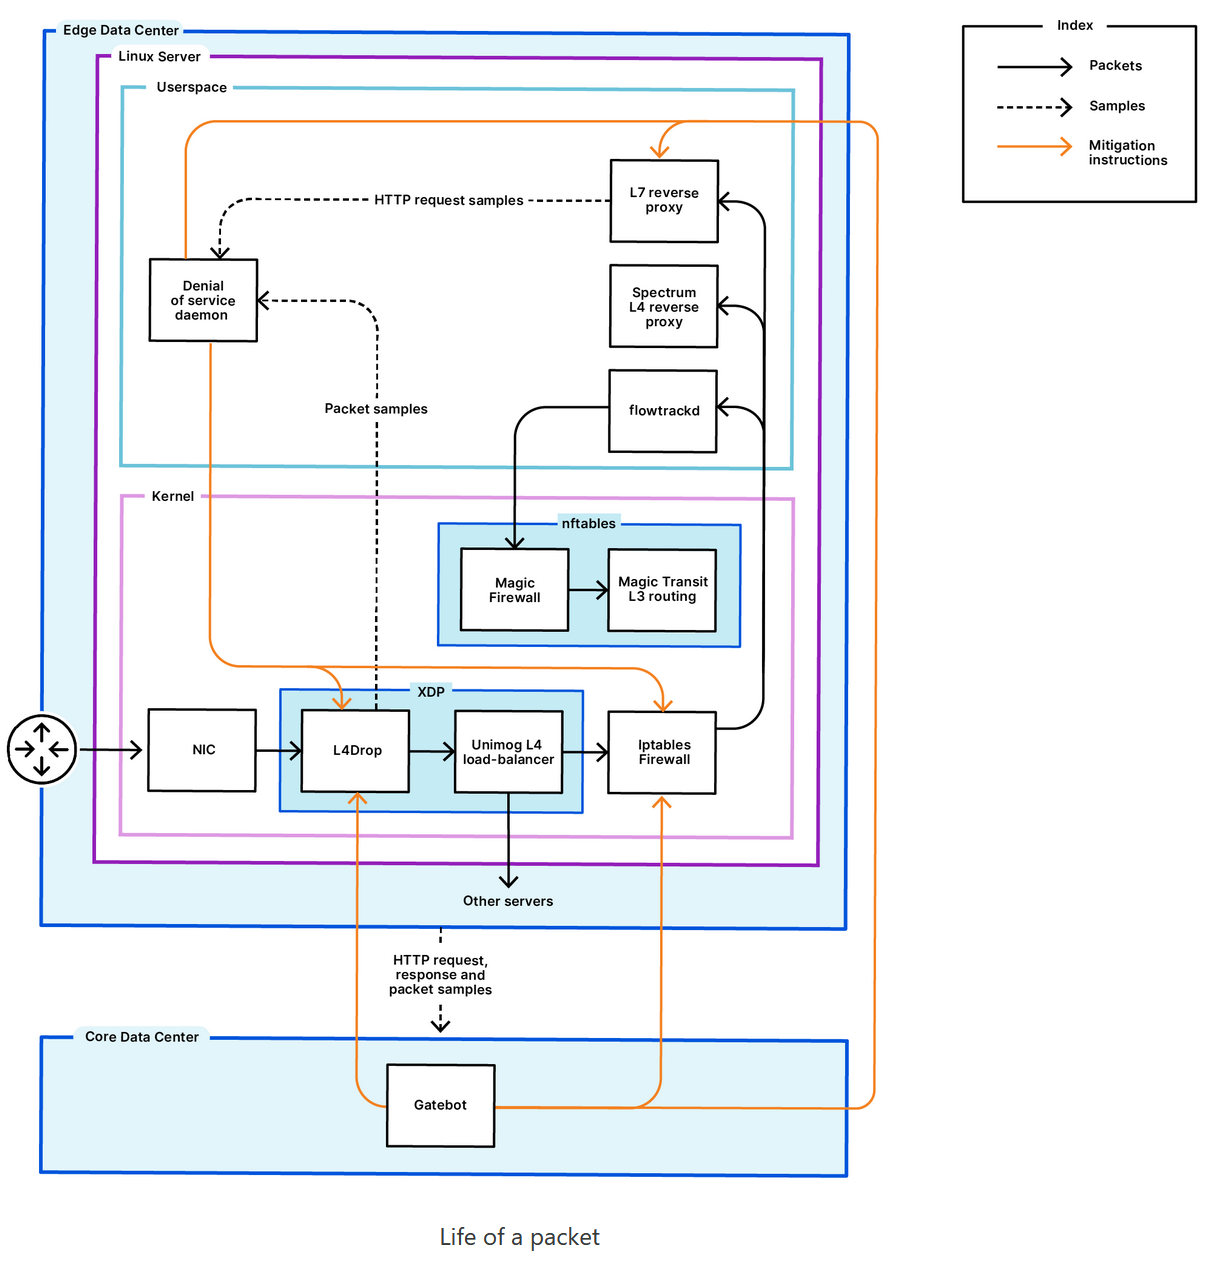 Edge Data Center
Index
Linux Server
Packets
Userspace
Samples
Mitigation
instructions
HTTP request samples
L7 reverse
proxy
Denial
of service
daemon
Spectrum
L4 reverse
proxy
Packet samples
flowtrackd
Kernel
nftables
Magic
Firewall
Magic Transit
L3 routing
XDP
NIC
L4Drop
Unimog L4
load-balancer
Iptables
Firewall
Other servers
HTTP request,
response and
packet samples
Core Data Center
Gatebot
Life of a packet